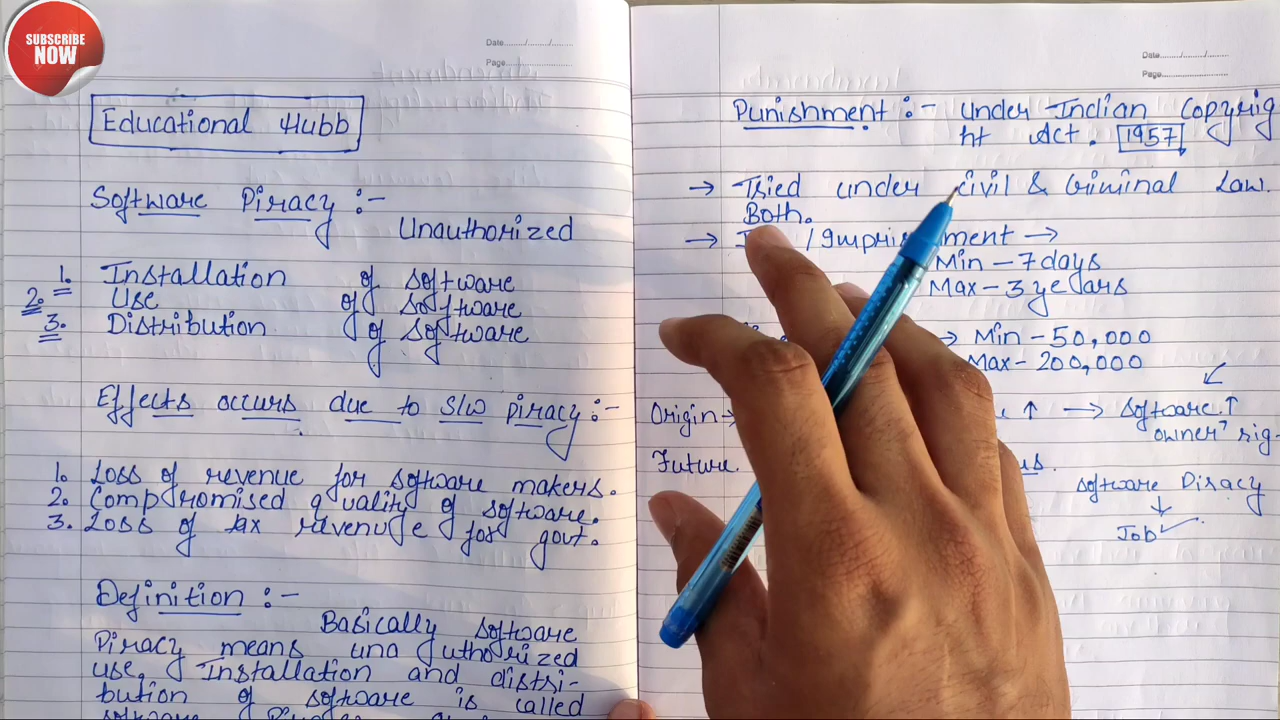 SUBSCRIBE
NOW
Date......./......./.......
Page...........................
Educational Hubb
Software Piracy :-
Unauthorized
1. Installation of software
2. Use of software
3. Distribution of software
Effects occurs due to S/W Piracy :-
1. Loss of revenue for software makers.
2. Compromised quality of software.
3. Loss of tax revenue for govt.
Definition :-
Basically software
Piracy means unauthorized
use, Installation and distri-
bution of software is called
software
Date......./......./.......
Page...........................
Punishment :- under Indian Copyrig
ht Act. 1957
→ Tried under civil & Criminal Law.
Both.
→ / Imprisonment →
Min - 7 days
Max - 3 years
→ Min - 50,000
Max - 200,000
Origin → ↑ → software ↑
owner rig-
Future.
software Piracy
↓
Job